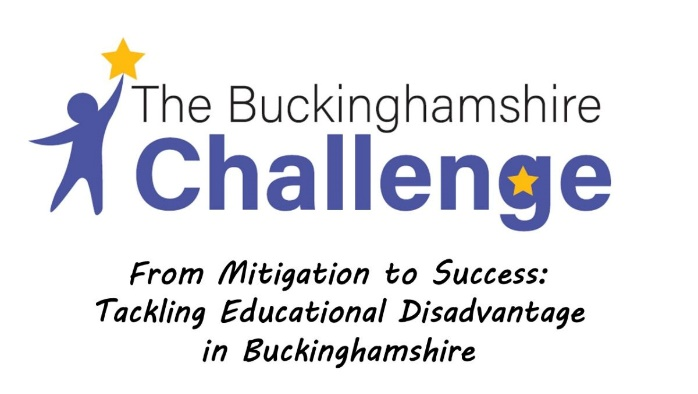 The Buckinghamshire
Challenge
From Mitigation to Success:
Tackling Educational Disadvantage
in Buckinghamshire